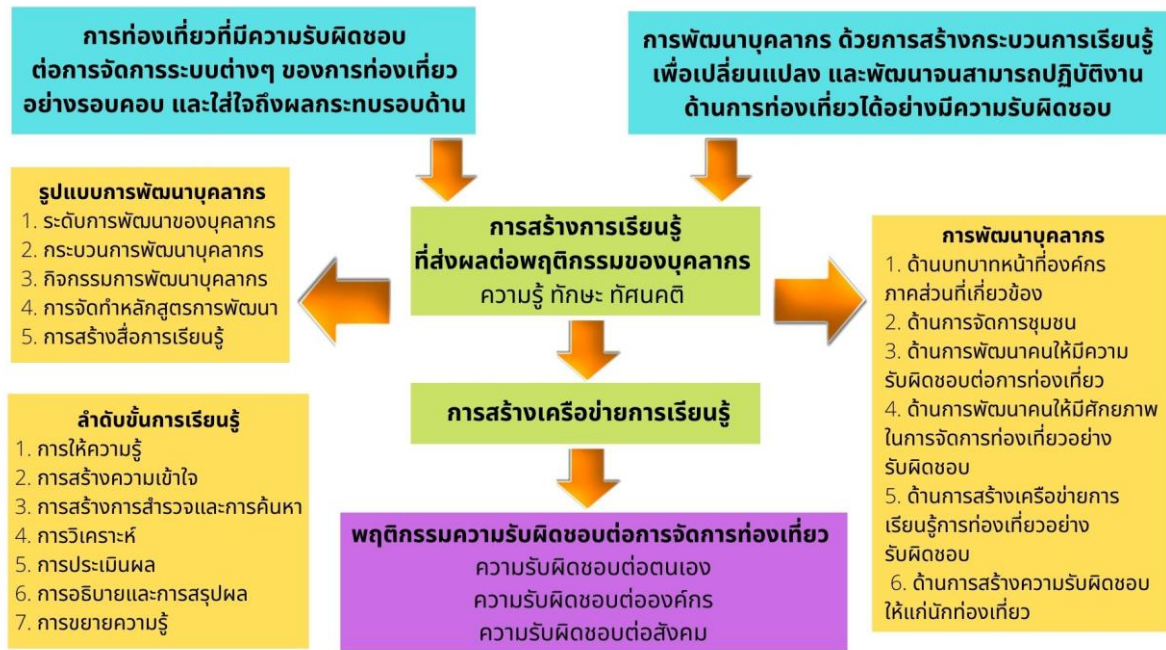 การท่องเที่ยวที่มีความรับผิดชอบ
ต่อการจัดการระบบต่างๆ ของการท่องเที่ยว
อย่างรอบคอบ และใส่ใจถึงผลกระทบรอบด้าน
การพัฒนาบุคลากร ด้วยการสร้างกระบวนการเรียนรู้
เพื่อเปลี่ยนแปลง และพัฒนาจนสามารถปฏิบัติงาน
ด้านการท่องเที่ยวได้อย่างมีความรับผิดชอบ
รูปแบบการพัฒนาบุคลากร
1. ระดับการพัฒนาของบุคลากร
2. กระบวนการพัฒนาบุคลากร
3. กิจกรรมการพัฒนาบุคลากร
4. การจัดทำหลักสูตรการพัฒนา
5. การสร้างสื่อการเรียนรู้
การสร้างการเรียนรู้
ที่ส่งผลต่อพฤติกรรมของบุคลากร
ความรู้ ทักษะ ทัศนคติ
การพัฒนาบุคลากร
1. ด้านบทบาทหน้าที่องค์กร
ภาคส่วนที่เกี่ยวข้อง
2. ด้านการจัดการชุมชน
3. ด้านการพัฒนาคนให้มีความ
รับผิดชอบต่อการท่องเที่ยว
4. ด้านการพัฒนาคนให้มีศักยภาพ
ในการจัดการท่องเที่ยวอย่าง
รับผิดชอบ
5. ด้านการสร้างเครือข่ายการ
เรียนรู้การท่องเที่ยวอย่าง
รับผิดชอบ
6. ด้านการสร้างความรับผิดชอบ
ให้แก่นักท่องเที่ยว
การสร้างเครือข่ายการเรียนรู้
ลำดับขั้นการเรียนรู้
1. การให้ความรู้
2. การสร้างความเข้าใจ
3. การสร้างการสำรวจและการค้นหา
4. การวิเคราะห์
5. การประเมินผล
6. การอธิบายและการสรุปผล
7. การขยายความรู้
พฤติกรรมความรับผิดชอบต่อการจัดการท่องเที่ยว
ความรับผิดชอบต่อตนเอง
ความรับผิดชอบต่อองค์กร
ความรับผิดชอบต่อสังคม